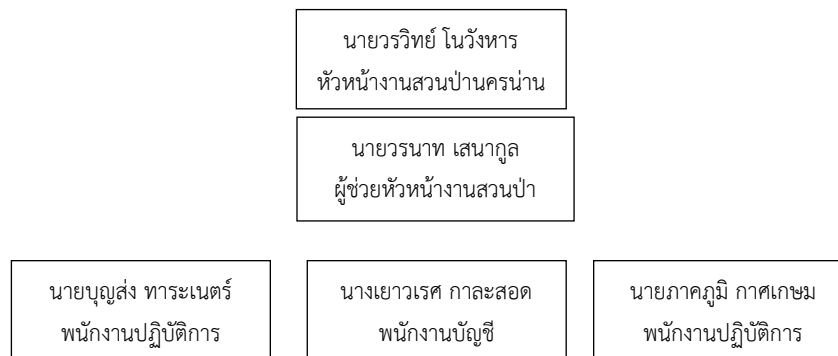 นายวรวิทย์ โนวังหาร
หัวหน้างานสวนป่านครน่าน
นายวรนาท เสนากูล
ผู้ช่วยหัวหน้างานสวนป่า
นายบุญส่ง ทาระเนตร์
พนักงานปฏิบัติการ
นางเยาวเรศ กาละสอด
พนักงานบัญชี
นายภาคภูมิ กาศเกษม
พนักงานปฏิบัติการ